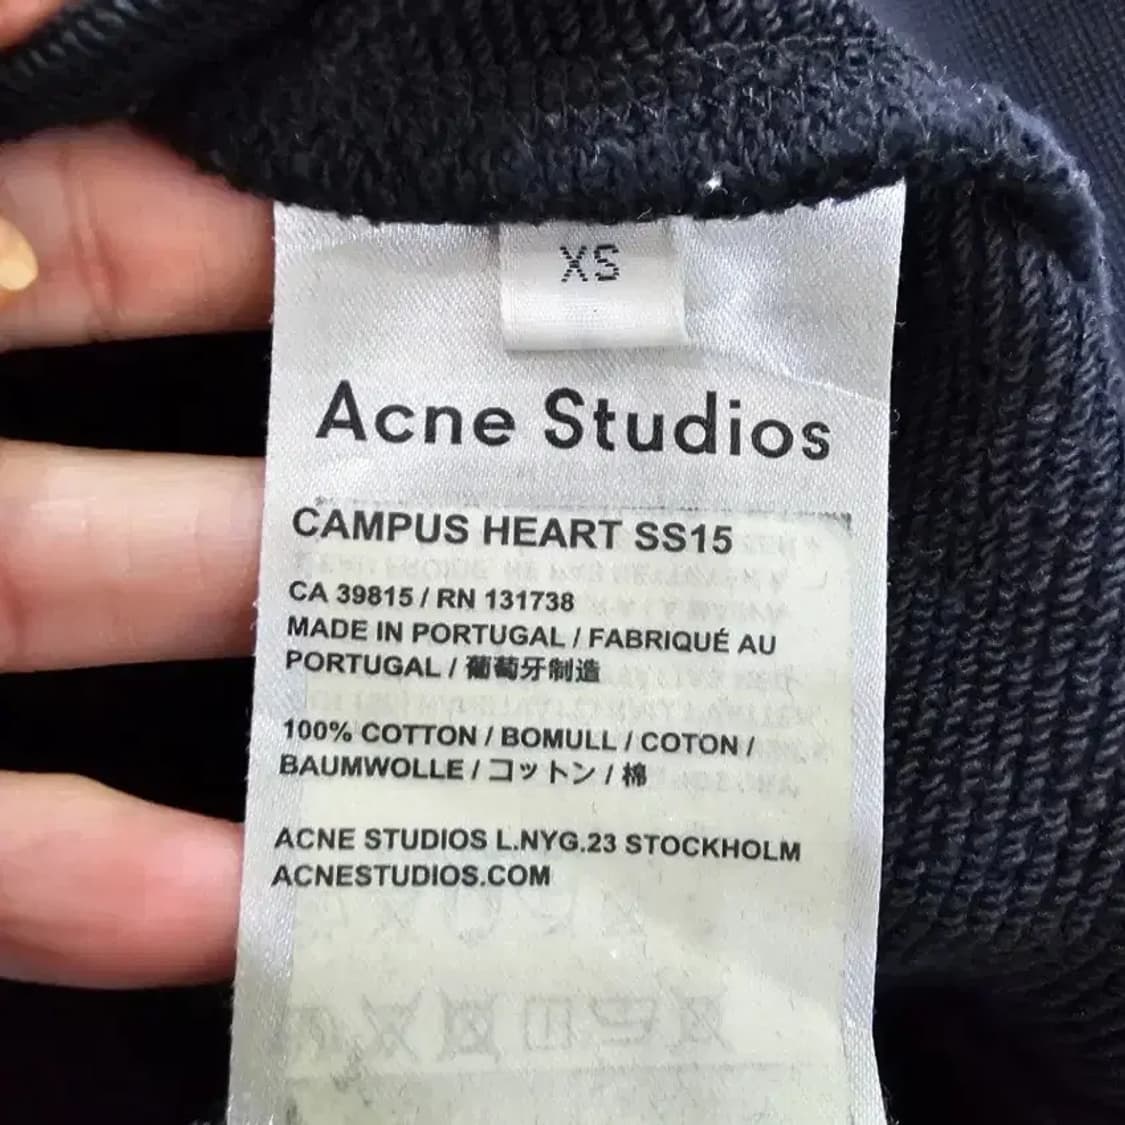 XS
Acne Studios
CAMPUS HEART SS15
CA 39815 / RN 131738
MADE IN PORTUGAL / FABRIQUÉ AU
PORTUGAL / 葡萄牙制造
100% COTTON / BOMULL / COTON /
BAUMWOLLE / コットン / 棉
ACNE STUDIOS L.NYG.23 STOCKHOLM
ACNESTUDIOS.COM